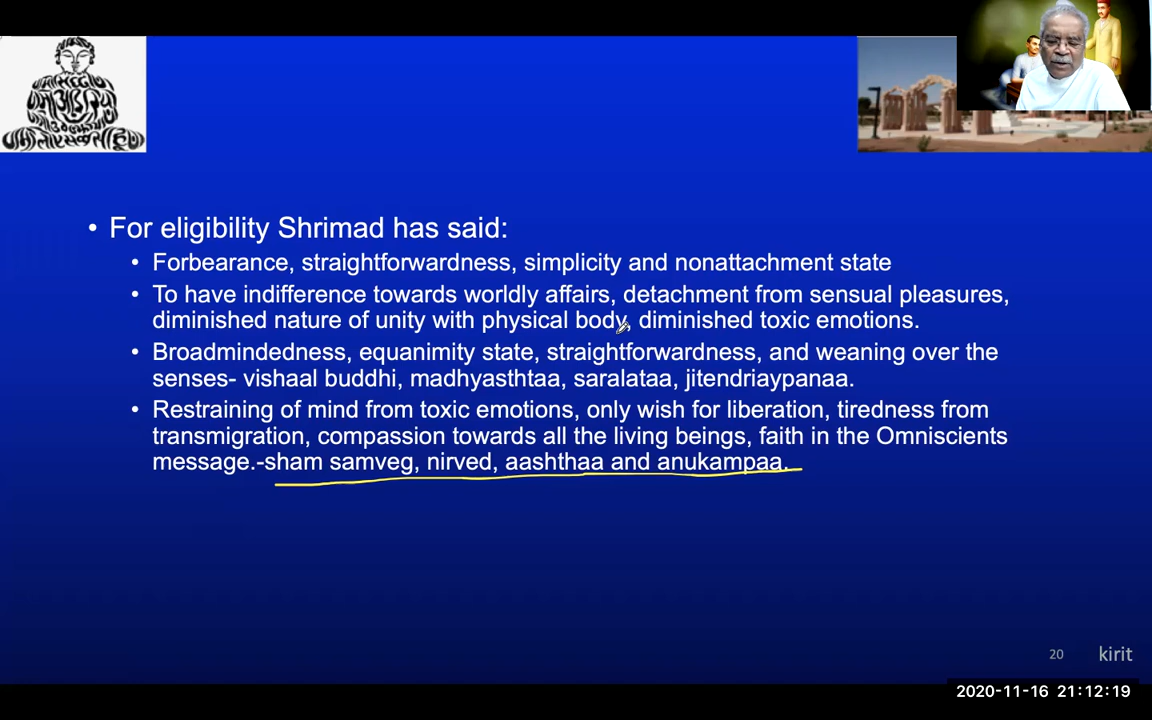 For eligibility Shrimad has said:
Forbearance, straightforwardness, simplicity and nonattachment state
To have indifference towards worldly affairs, detachment from sensual pleasures,
diminished nature of unity with physical body, diminished toxic emotions.
Broadmindedness, equanimity state, straightforwardness, and weaning over the
senses- vishaal buddhi, madhyasthtaa, saralataa, jitendriaypanaa.
Restraining of mind from toxic emotions, only wish for liberation, tiredness from
transmigration, compassion towards all the living beings, faith in the Omniscients
message.-sham samveg, nirved, aashthaa and anukampaa.
20
kirit
2020-11-16 21:12:19